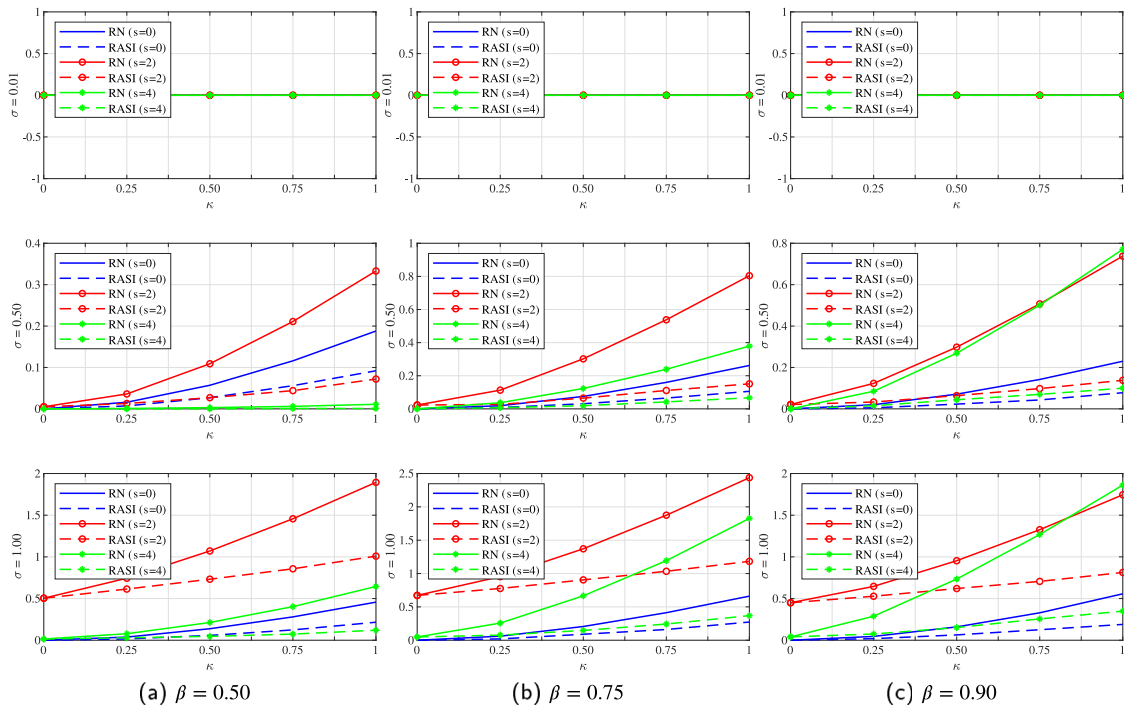 1
0.5
0
-0.5
-1
σ = 0.01
RN (s=0)
RASI (s=0)
RN (s=2)
RASI (s=2)
RN (s=4)
RASI (s=4)
0 0.25 0.50 0.75 1
κ
1
0.5
0
-0.5
-1
σ = 0.01
RN (s=0)
RASI (s=0)
RN (s=2)
RASI (s=2)
RN (s=4)
RASI (s=4)
0 0.25 0.50 0.75 1
κ
1
0.5
0
-0.5
-1
σ = 0.01
RN (s=0)
RASI (s=0)
RN (s=2)
RASI (s=2)
RN (s=4)
RASI (s=4)
0 0.25 0.50 0.75 1
κ
0.4
0.3
0.2
0.1
0
σ = 0.50
RN (s=0)
RASI (s=0)
RN (s=2)
RASI (s=2)
RN (s=4)
RASI (s=4)
0 0.25 0.50 0.75 1
κ
1
0.8
0.6
0.4
0.2
0
σ = 0.50
RN (s=0)
RASI (s=0)
RN (s=2)
RASI (s=2)
RN (s=4)
RASI (s=4)
0 0.25 0.50 0.75 1
κ
0.8
0.6
0.4
0.2
0
σ = 0.50
RN (s=0)
RASI (s=0)
RN (s=2)
RASI (s=2)
RN (s=4)
RASI (s=4)
0 0.25 0.50 0.75 1
κ
2
1.5
1
0.5
0
σ = 1.00
RN (s=0)
RASI (s=0)
RN (s=2)
RASI (s=2)
RN (s=4)
RASI (s=4)
0 0.25 0.50 0.75 1
κ
2.50
2
1.5
1
0.5
0
σ = 1.00
RN (s=0)
RASI (s=0)
RN (s=2)
RASI (s=2)
RN (s=4)
RASI (s=4)
0 0.25 0.50 0.75 1
κ
2
1.5
1
0.5
0
σ = 1.00
RN (s=0)
RASI (s=0)
RN (s=2)
RASI (s=2)
RN (s=4)
RASI (s=4)
0 0.25 0.50 0.75 1
κ
(a) β = 0.50
(b) β = 0.75
(c) β = 0.90